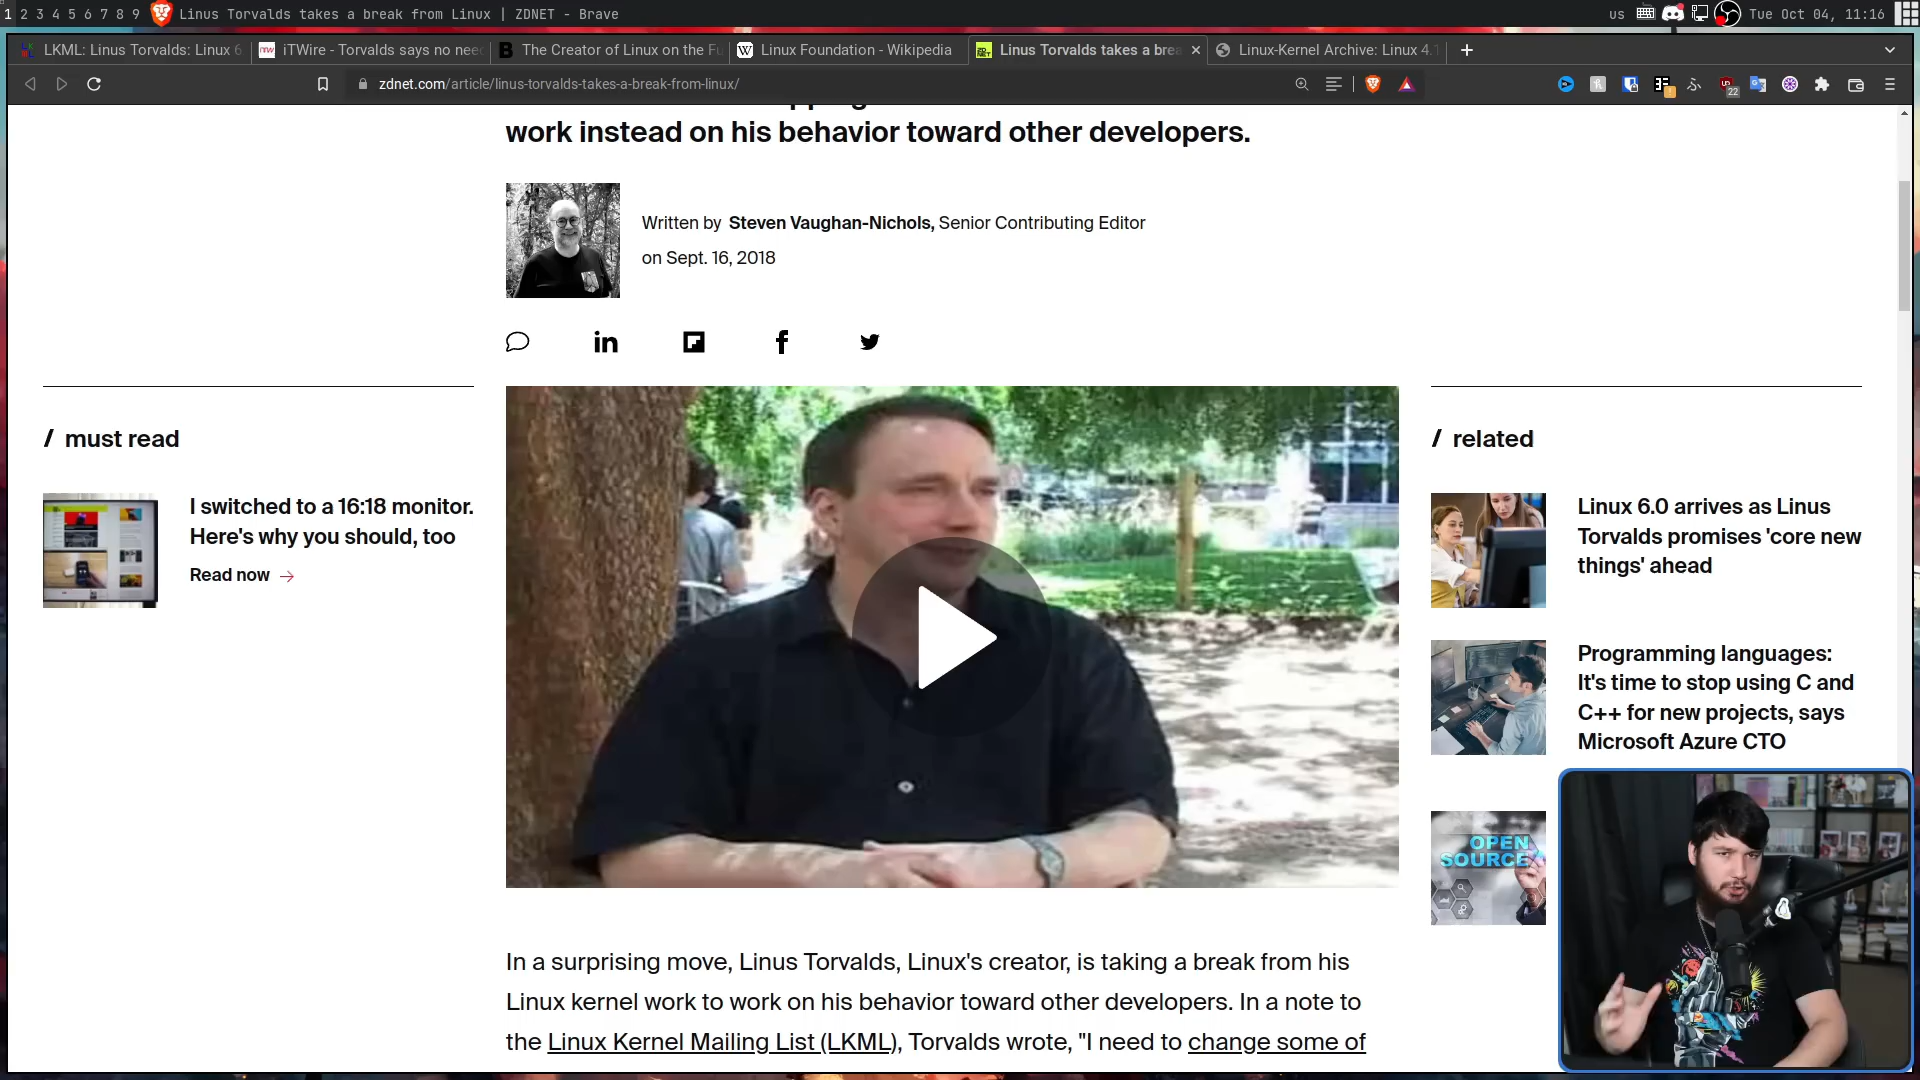 1 2 3 4 5 6 7 8 9 Linus Torvalds takes a break from Linux | ZDNET - Brave
us Tue Oct 04, 11:16
LKML: Linus Torvalds: Linux 6
iTWire - Torvalds says no nee
The Creator of Linux on the Fu
Linux Foundation - Wikipedia
Linus Torvalds takes a brea
Linux-Kernel Archive: Linux 4.1
zdnet.com/article/linus-torvalds-takes-a-break-from-linux/
22
work instead on his behavior toward other developers.
Written by Steven Vaughan-Nichols, Senior Contributing Editor
on Sept. 16, 2018
/ must read
I switched to a 16:18 monitor.
Here's why you should, too
Read now →
/ related
Linux 6.0 arrives as Linus
Torvalds promises 'core new
things' ahead
Programming languages:
It's time to stop using C and
C++ for new projects, says
Microsoft Azure CTO
OPEN
SOURCE
In a surprising move, Linus Torvalds, Linux's creator, is taking a break from his
Linux kernel work to work on his behavior toward other developers. In a note to
the Linux Kernel Mailing List (LKML), Torvalds wrote, "I need to change some of